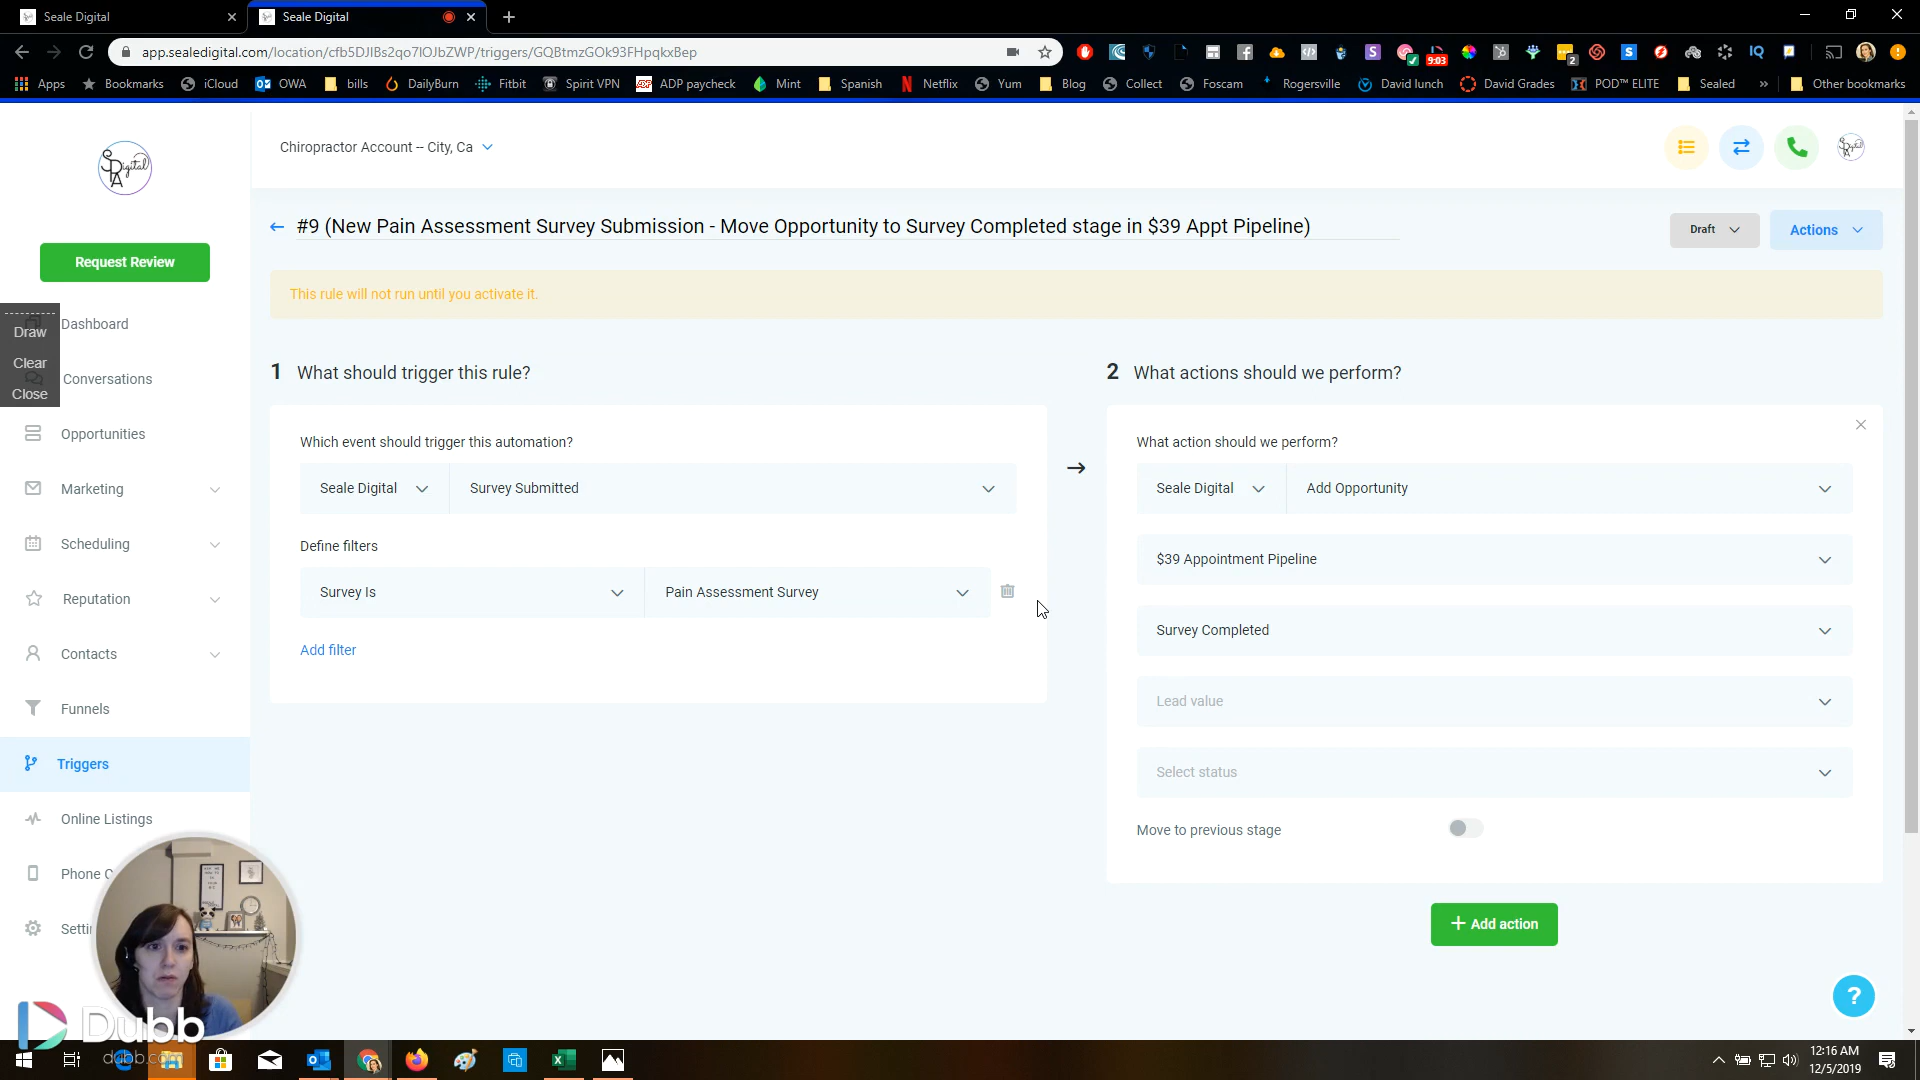 Seale Digital
Seale Digital
app.sealedigital.com/location/cfb5DJIBs2qo7lOJbZWP/triggers/GQBtmzGOk93FHpqkxBep
9:03
2
Apps
Bookmarks
iCloud
OWA
bills
DailyBurn
Fitbit
Spirit VPN
ADP paycheck
Mint
Spanish
Netflix
Yum
Blog
Collect
Foscam
Rogersville
David lunch
David Grades
POD™ ELITE
Sealed
»
Other bookmarks
Chiropractor Account -- City, Ca
Request Review
Draw
Clear
Close
Dashboard
Conversations
Opportunities
Marketing
Scheduling
Reputation
Contacts
Funnels
Triggers
Online Listings
Phone C
Setti
#9 (New Pain Assessment Survey Submission - Move Opportunity to Survey Completed stage in $39 Appt Pipeline)
Draft
Actions
This rule will not run until you activate it.
1 What should trigger this rule?
Which event should trigger this automation?
Seale Digital
Survey Submitted
Define filters
Survey Is
Pain Assessment Survey
Add filter
2 What actions should we perform?
What action should we perform?
Seale Digital
Add Opportunity
$39 Appointment Pipeline
Survey Completed
Lead value
Select status
Move to previous stage
+ Add action
?
Dubb
dubb.com
12:16 AM
12/5/2019